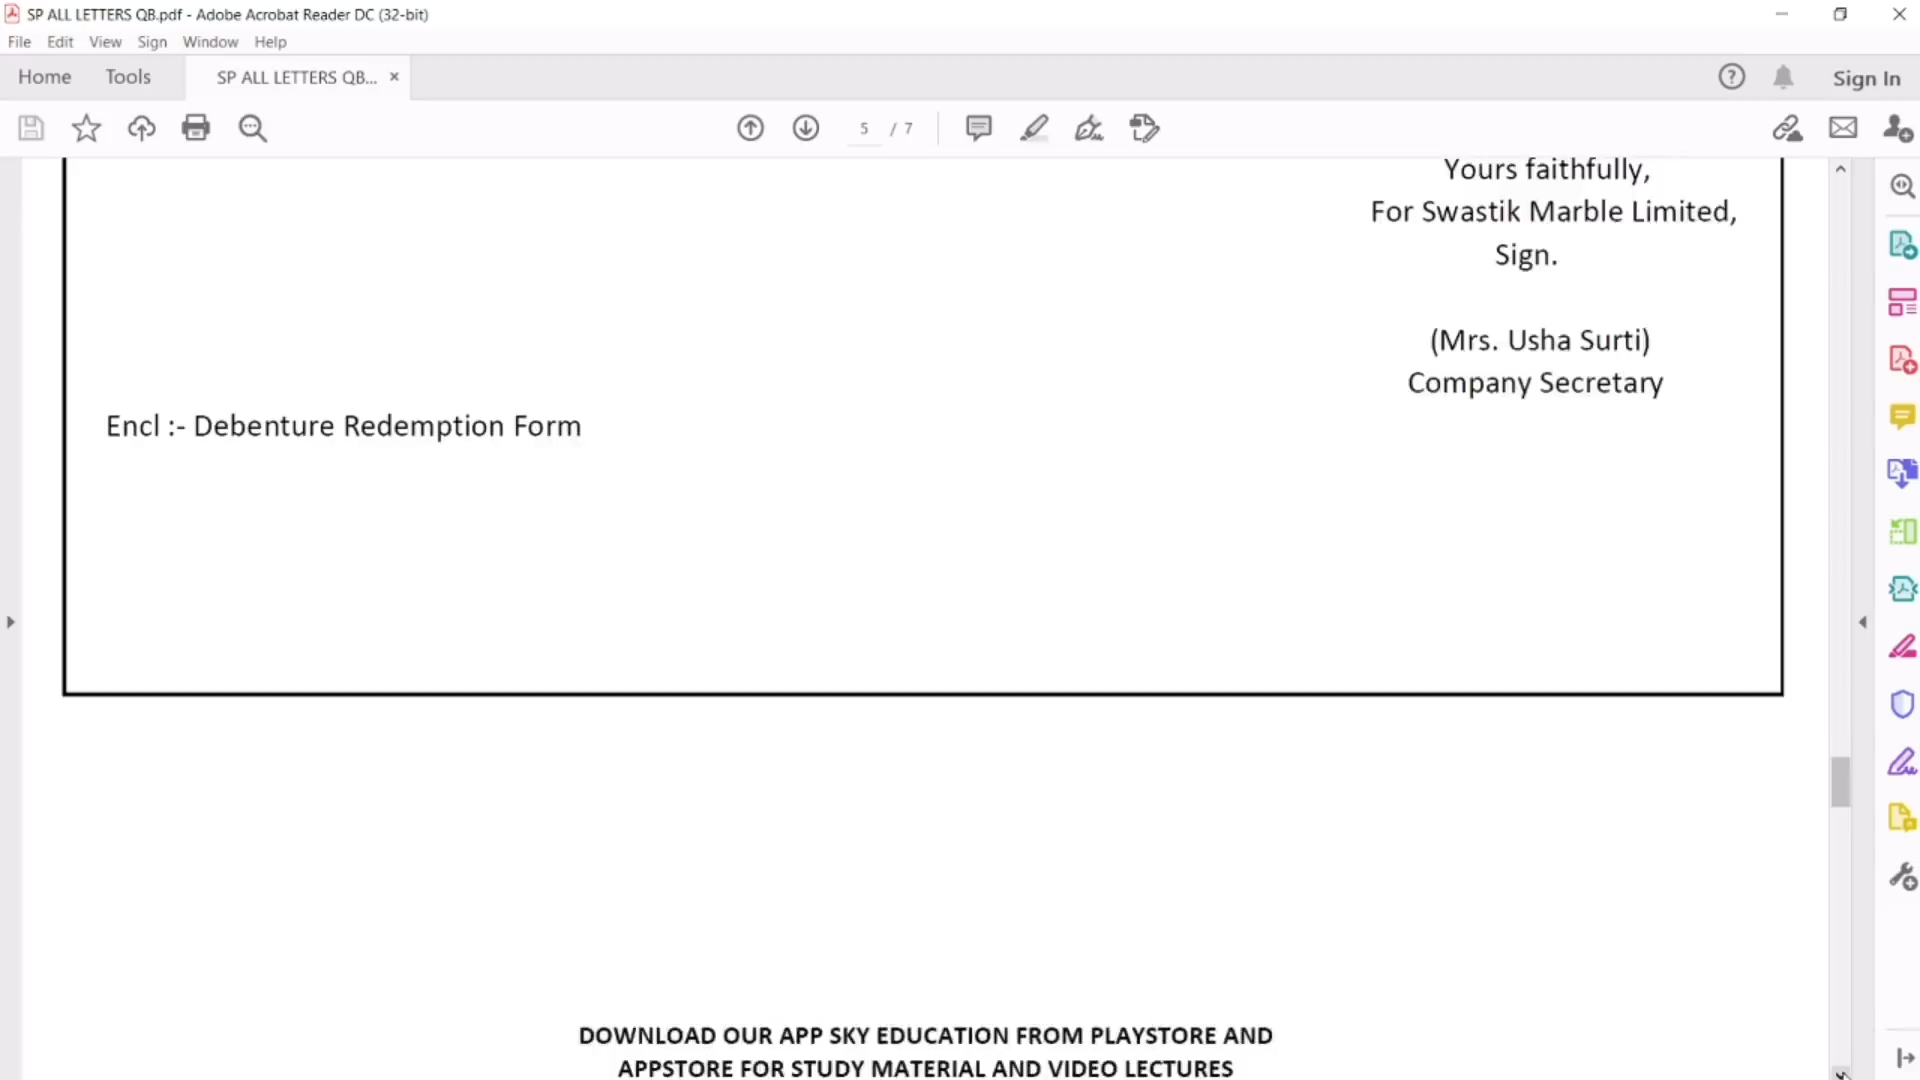 SP ALL LETTERS QB.pdf - Adobe Acrobat Reader DC (32-bit)
File Edit View Sign Window Help
Home Tools SP ALL LETTERS QB... × Sign In
5 / 7
Yours faithfully,
For Swastik Marble Limited,
Sign.
(Mrs. Usha Surti)
Company Secretary
Encl :- Debenture Redemption Form
DOWNLOAD OUR APP SKY EDUCATION FROM PLAYSTORE AND
APPSTORE FOR STUDY MATERIAL AND VIDEO LECTURES